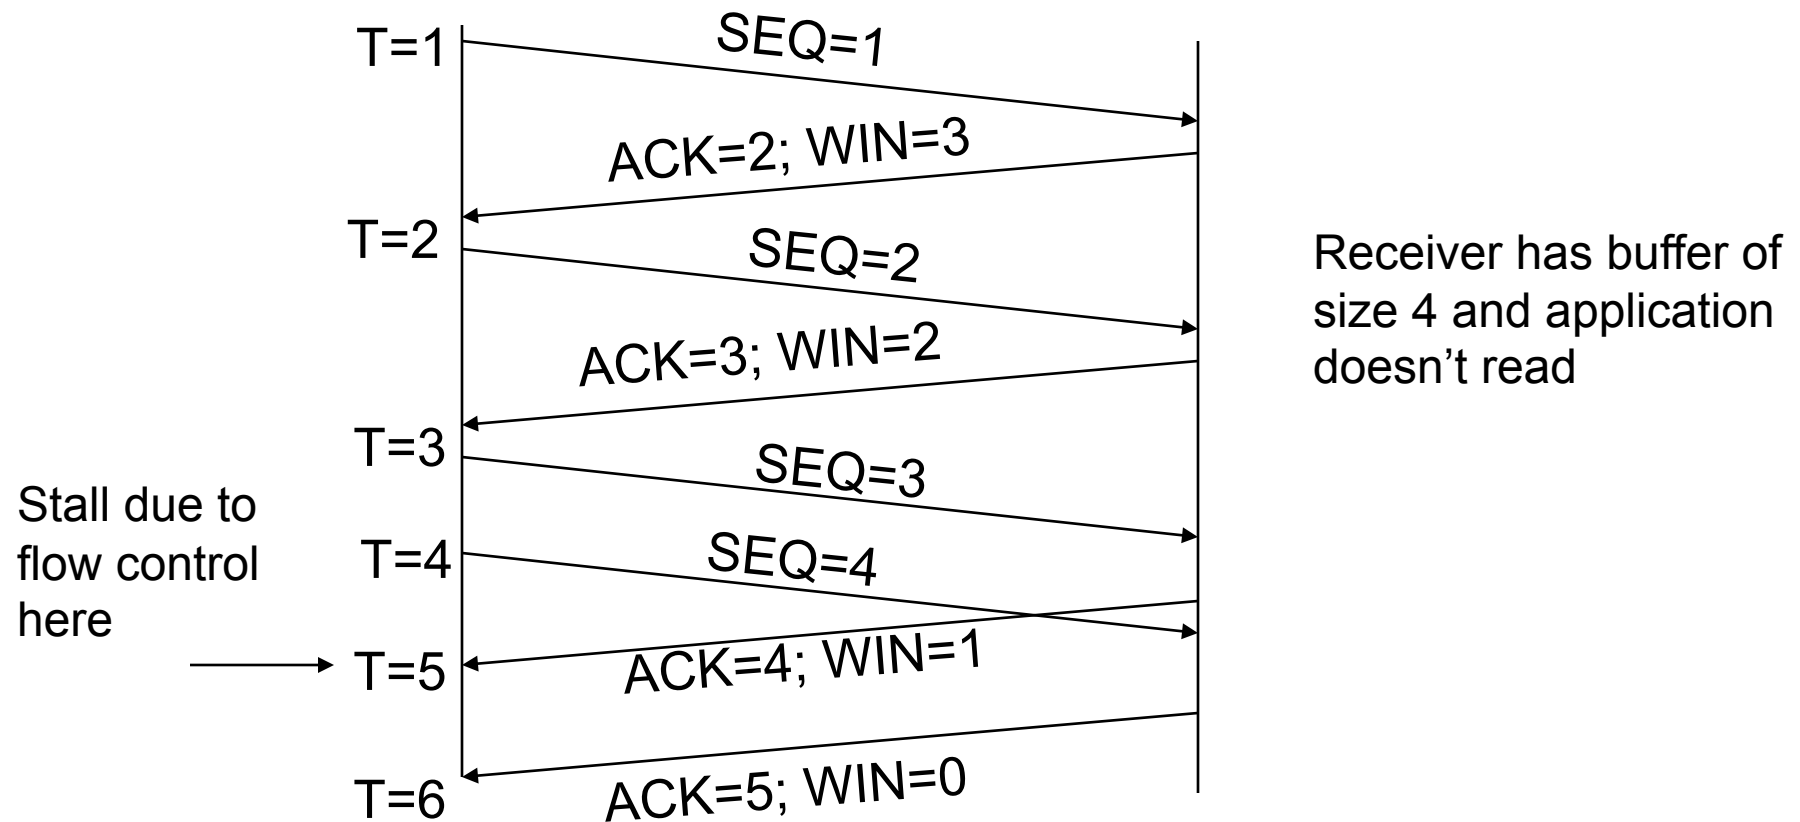 T=1
SEQ=1
ACK=2; WIN=3
T=2
SEQ=2
Receiver has buffer of
size 4 and application
doesn’t read
ACK=3; WIN=2
T=3
SEQ=3
Stall due to
flow control
here
T=4
SEQ=4
T=5
ACK=4; WIN=1
T=6
ACK=5; WIN=0